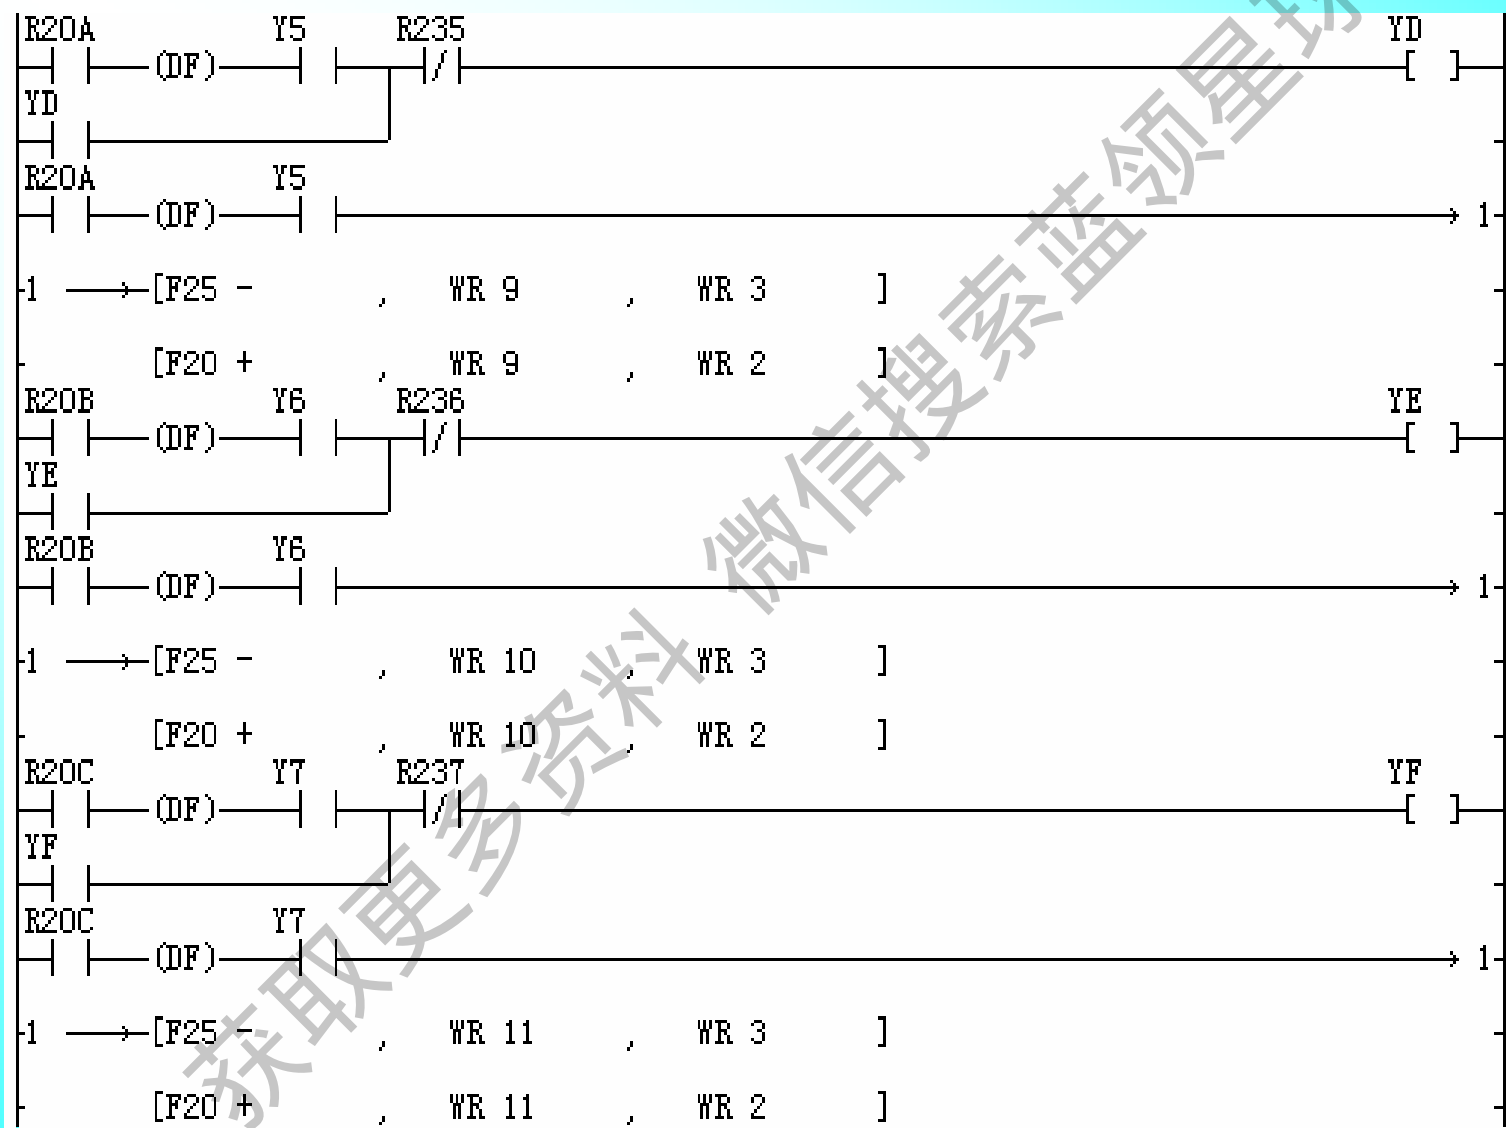 R20A Y5 R235 YD
(DF) / [ ]
YD
R20A Y5
(DF) 1
1 [F25 - , WR 9 , WR 3 ]
[F20 + , WR 9 , WR 2 ]
R20B Y6 R236 YE
(DF) / [ ]
YE
R20B Y6
(DF) 1
1 [F25 - , WR 10 , WR 3 ]
[F20 + , WR 10 , WR 2 ]
R20C Y7 R237 YF
(DF) / [ ]
YF
R20C Y7
(DF) 1
1 [F25 - , WR 11 , WR 3 ]
[F20 + , WR 11 , WR 2 ]
获取更多资料 微信搜索蓝领星球